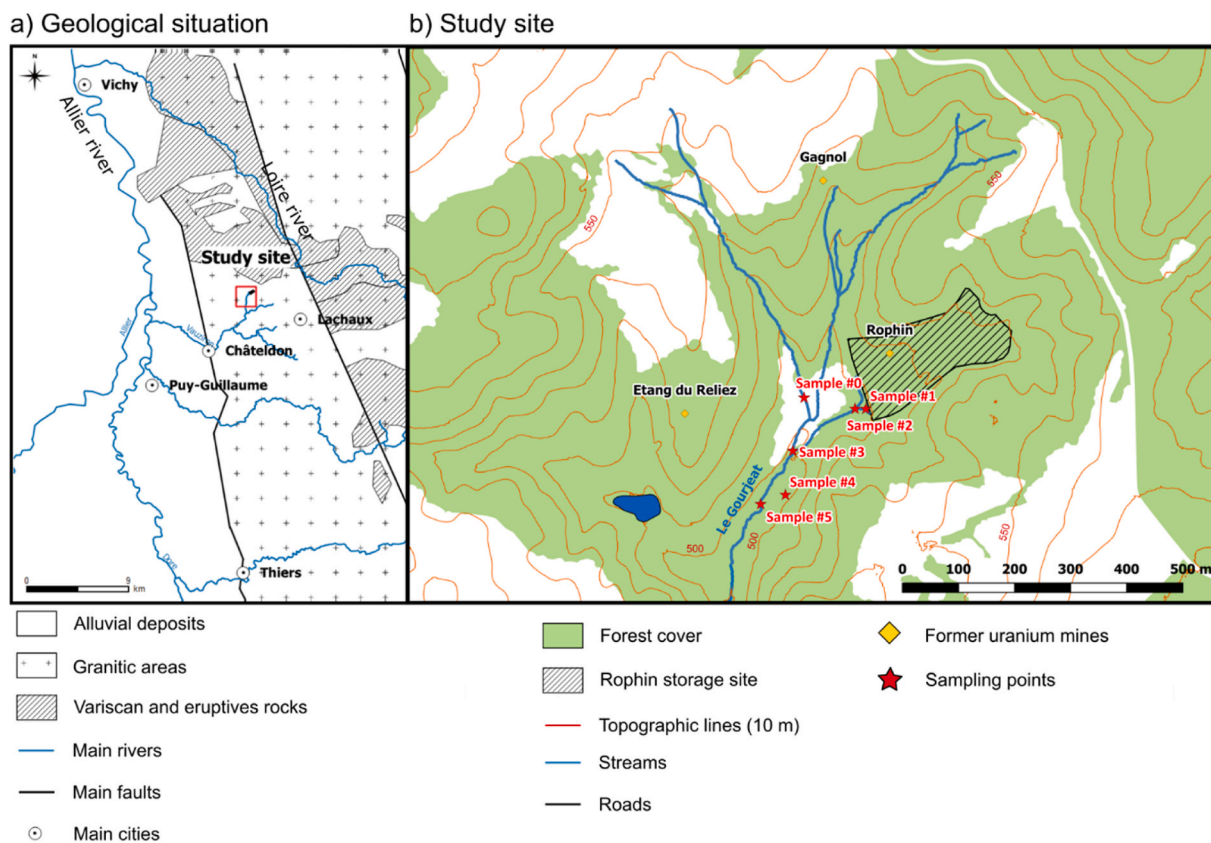 a) Geological situation
b) Study site
N
Vichy
Allier river
Loire river
Study site
Lachaux
Allier
Vauziron
Châteldon
Puy-Guillaume
Dore
Thiers
0 9
km
Gagnol
550
550
Rophin
Etang du Reliez
Sample #0
Sample #1
Sample #2
Sample #3
Sample #4
Sample #5
Le Gourjeat
500
500
550
0 100 200 300 400 500 m
Alluvial deposits
Granitic areas
Variscan and eruptives rocks
Main rivers
Main faults
Main cities
Forest cover
Rophin storage site
Topographic lines (10 m)
Streams
Roads
Former uranium mines
Sampling points